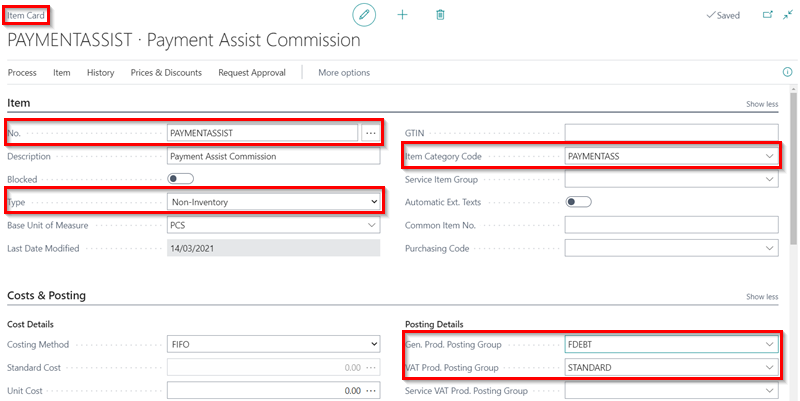 Item Card
Saved
PAYMENTASSIST · Payment Assist Commission
Process Item History Prices & Discounts Request Approval More options
Item Show less
No. PAYMENTASSIST ... GTIN
Description Payment Assist Commission Item Category Code PAYMENTASS
Blocked Service Item Group
Type Non-Inventory Automatic Ext. Texts
Base Unit of Measure PCS Common Item No.
Last Date Modified 14/03/2021 Purchasing Code
Costs & Posting Show less
Cost Details Posting Details
Costing Method FIFO Gen. Prod. Posting Group FDEBT
Standard Cost 0.00 ... VAT Prod. Posting Group STANDARD
Unit Cost 0.00 ... Service VAT Prod. Posting Group